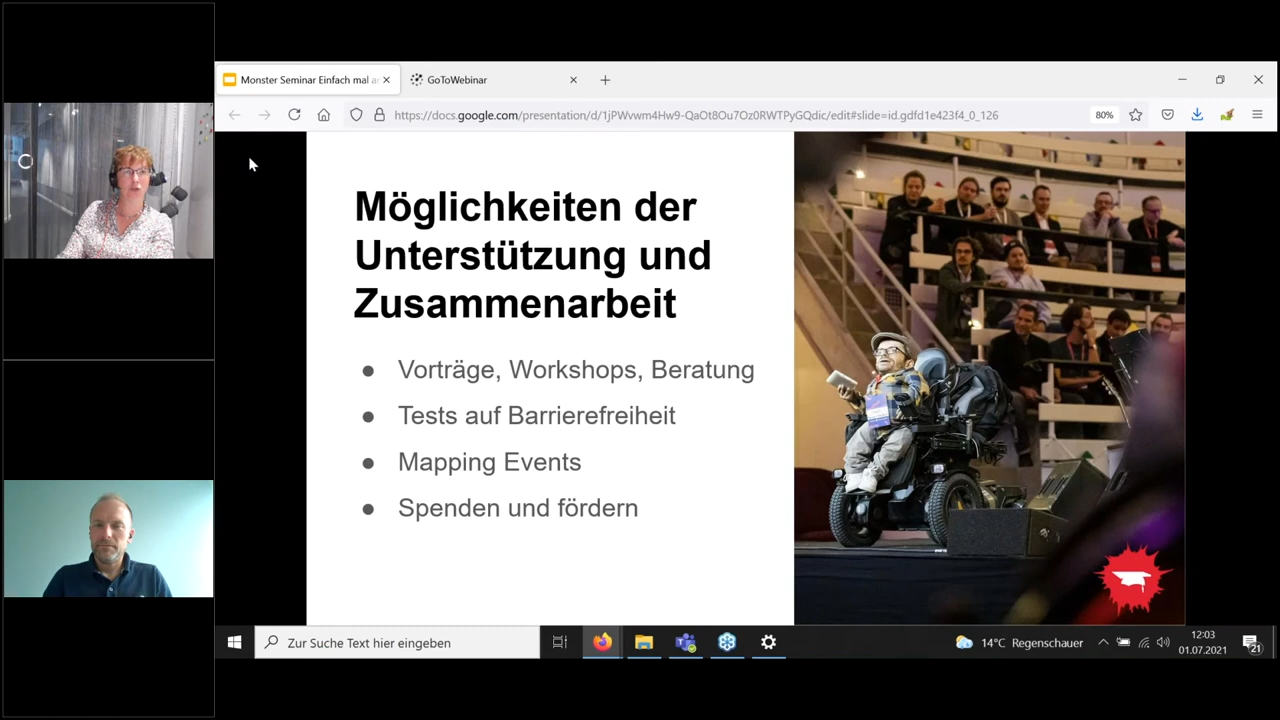 Monster Seminar Einfach mal a
GoToWebinar
https://docs.google.com/presentation/d/1jPWvwm4Hw9-QaOt8Ou7Oz0RWTPyGQdic/edit#slide=id.gdfd1e423f4_0_126
80%
Möglichkeiten der
Unterstützung und
Zusammenarbeit
● Vorträge, Workshops, Beratung
● Tests auf Barrierefreiheit
● Mapping Events
● Spenden und fördern
Zur Suche Text hier eingeben
14°C Regenschauer
12:03
01.07.2021
21